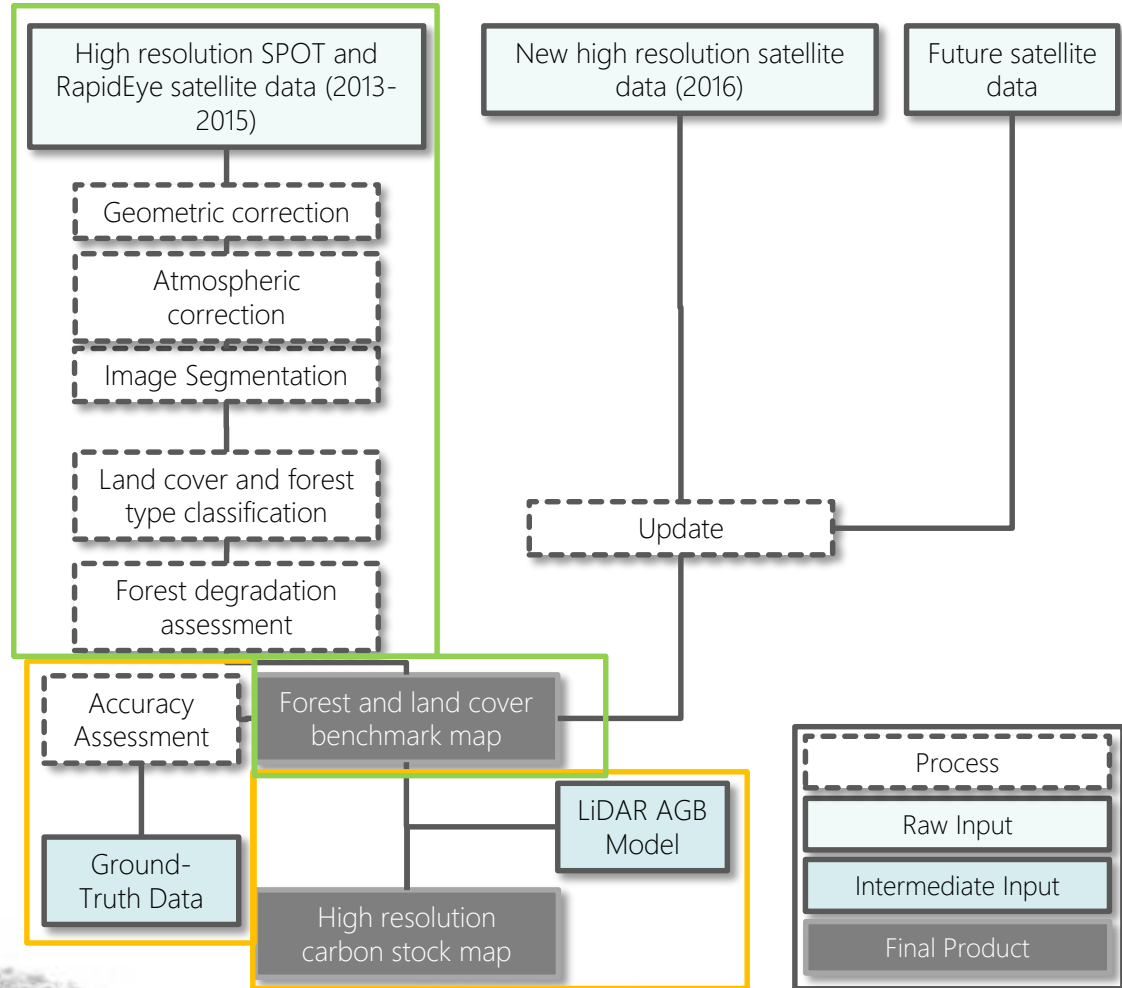 High resolution SPOT and
RapidEye satellite data (2013-
2015)
New high resolution satellite
data (2016)
Future satellite
data
Geometric correction
Atmospheric
correction
Image Segmentation
Land cover and forest
type classification
Update
Forest degradation
assessment
Accuracy
Assessment
Forest and land cover
benchmark map
LiDAR AGB
Model
Ground-
Truth Data
High resolution
carbon stock map
Process
Raw Input
Intermediate Input
Final Product